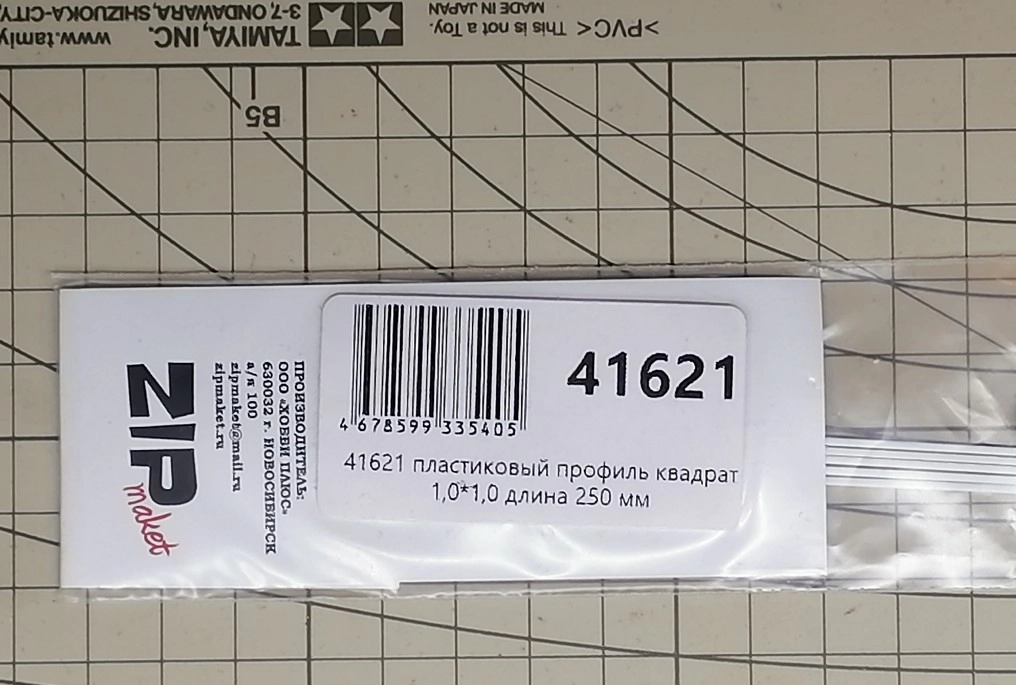 >PVC< This is not a Toy.
MADE IN JAPAN
TAMIYA, INC.
3-7, ONDAWARA, SHIZUOKA-CITY,
www.tamiy
B5
41621
4 678599 335405
41621 пластиковый профиль квадрат
1,0*1,0 длина 250 мм
ПРОИЗВОДИТЕЛЬ:
ООО «ХОББИ ПЛЮС»
630032 г. НОВОСИБИРСК
а/я 100
zipmaket@mail.ru
zipmaket.ru
ZIP
maket